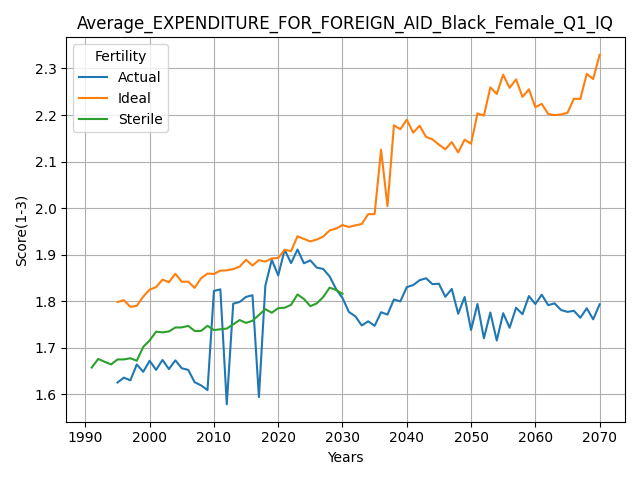 Average_EXPENDITURE_FOR_FOREIGN_AID_Black_Female_Q1_IQ
Fertility
Actual
Ideal
Sterile
Score(1-3)
2.3
2.2
2.1
2.0
1.9
1.8
1.7
1.6
1990 2000 2010 2020 2030 2040 2050 2060 2070
Years